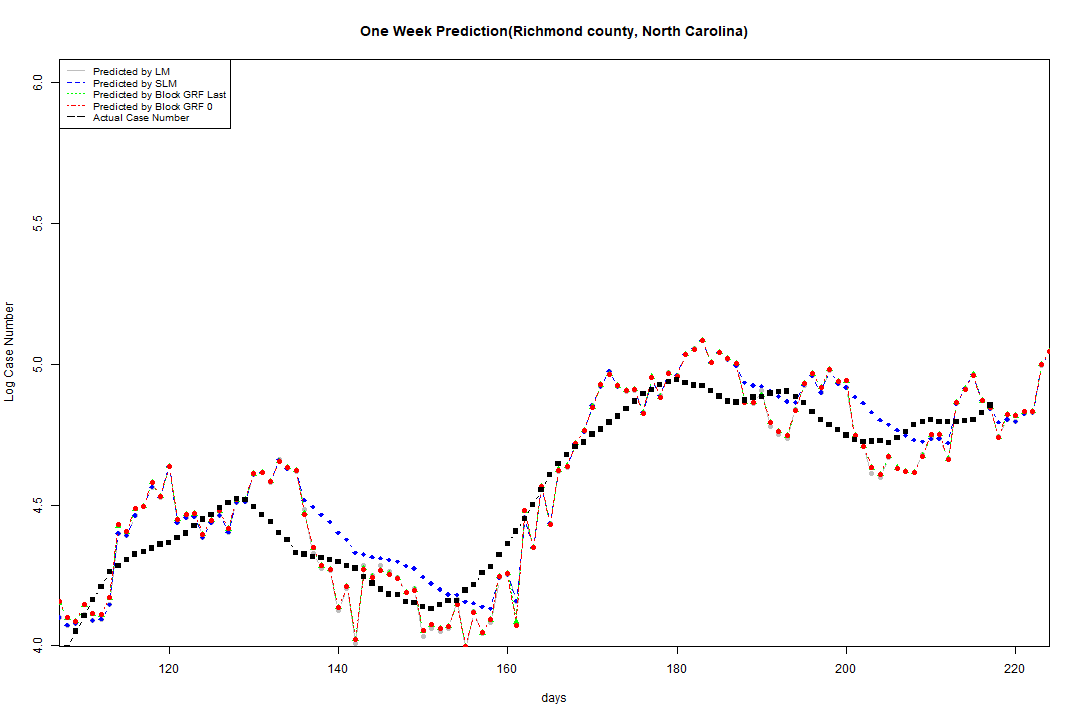 One Week Prediction(Richmond county, North Carolina)
Predicted by LM
Predicted by SLM
Predicted by Block GRF Last
Predicted by Block GRF 0
Actual Case Number
6.0
5.5
5.0
4.5
4.0
Log Case Number
120 140 160 180 200 220
days